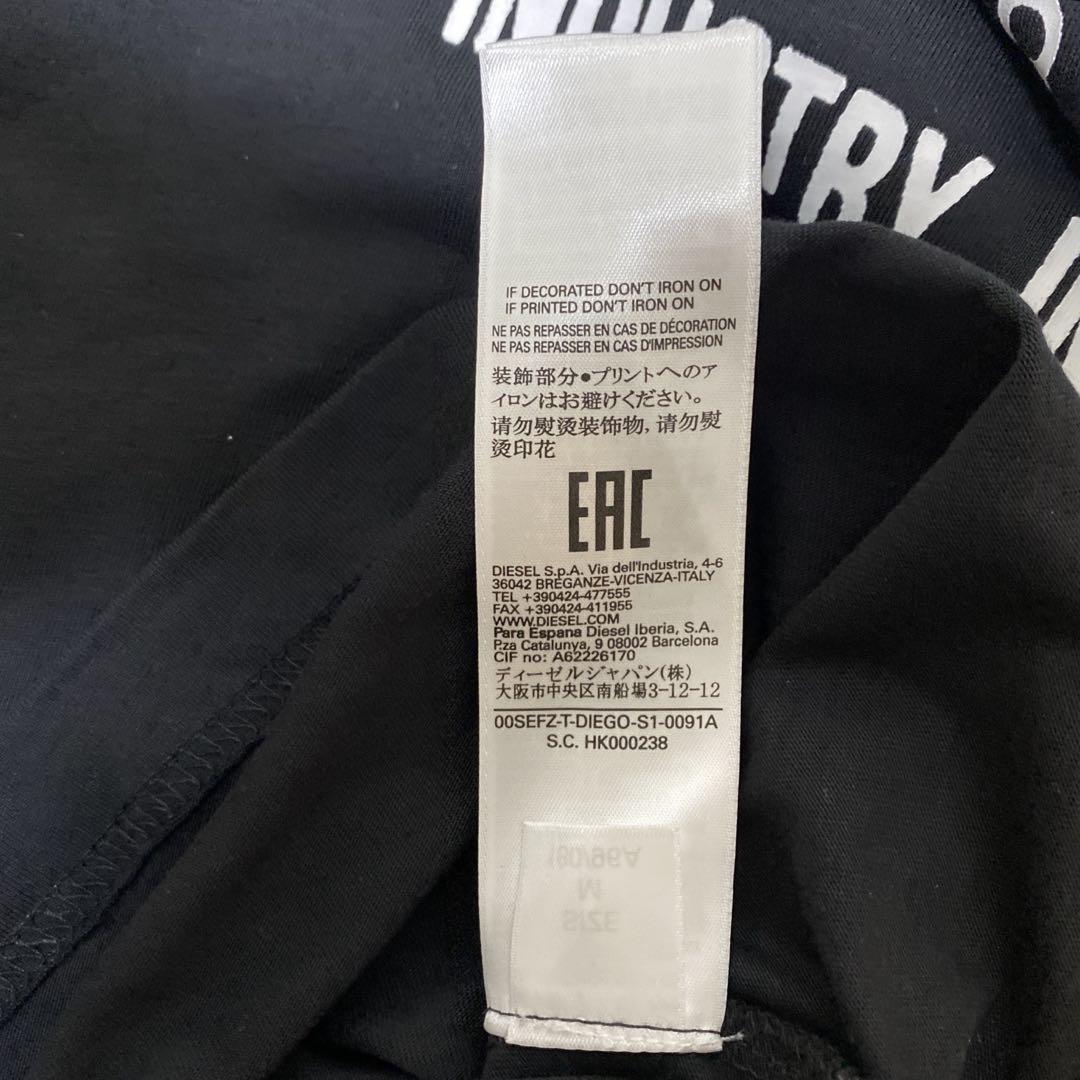 INDUSTRY
IF DECORATED DON'T IRON ON
IF PRINTED DON'T IRON ON
NE PAS REPASSER EN CAS DE DÉCORATION
NE PAS REPASSER EN CAS D'IMPRESSION
装飾部分●プリントへのア
イロンはお避けください。
请勿熨烫装饰物, 请勿熨
烫印花
EAC
DIESEL S.p.A. Via dell'Industria, 4-6
36042 BREGANZE-VICENZA-ITALY
TEL +390424-477555
FAX +390424-411955
WWW.DIESEL.COM
Para Espana Diesel Iberia, S.A.
P.za Catalunya, 9 08002 Barcelona
CIF no: A62226170
ディーゼルジャパン(株)
大阪市中央区南船場3-12-12
00SEFZ-T-DIEGO-S1-0091A
S.C. HK000238
180/96A
M
SIZE